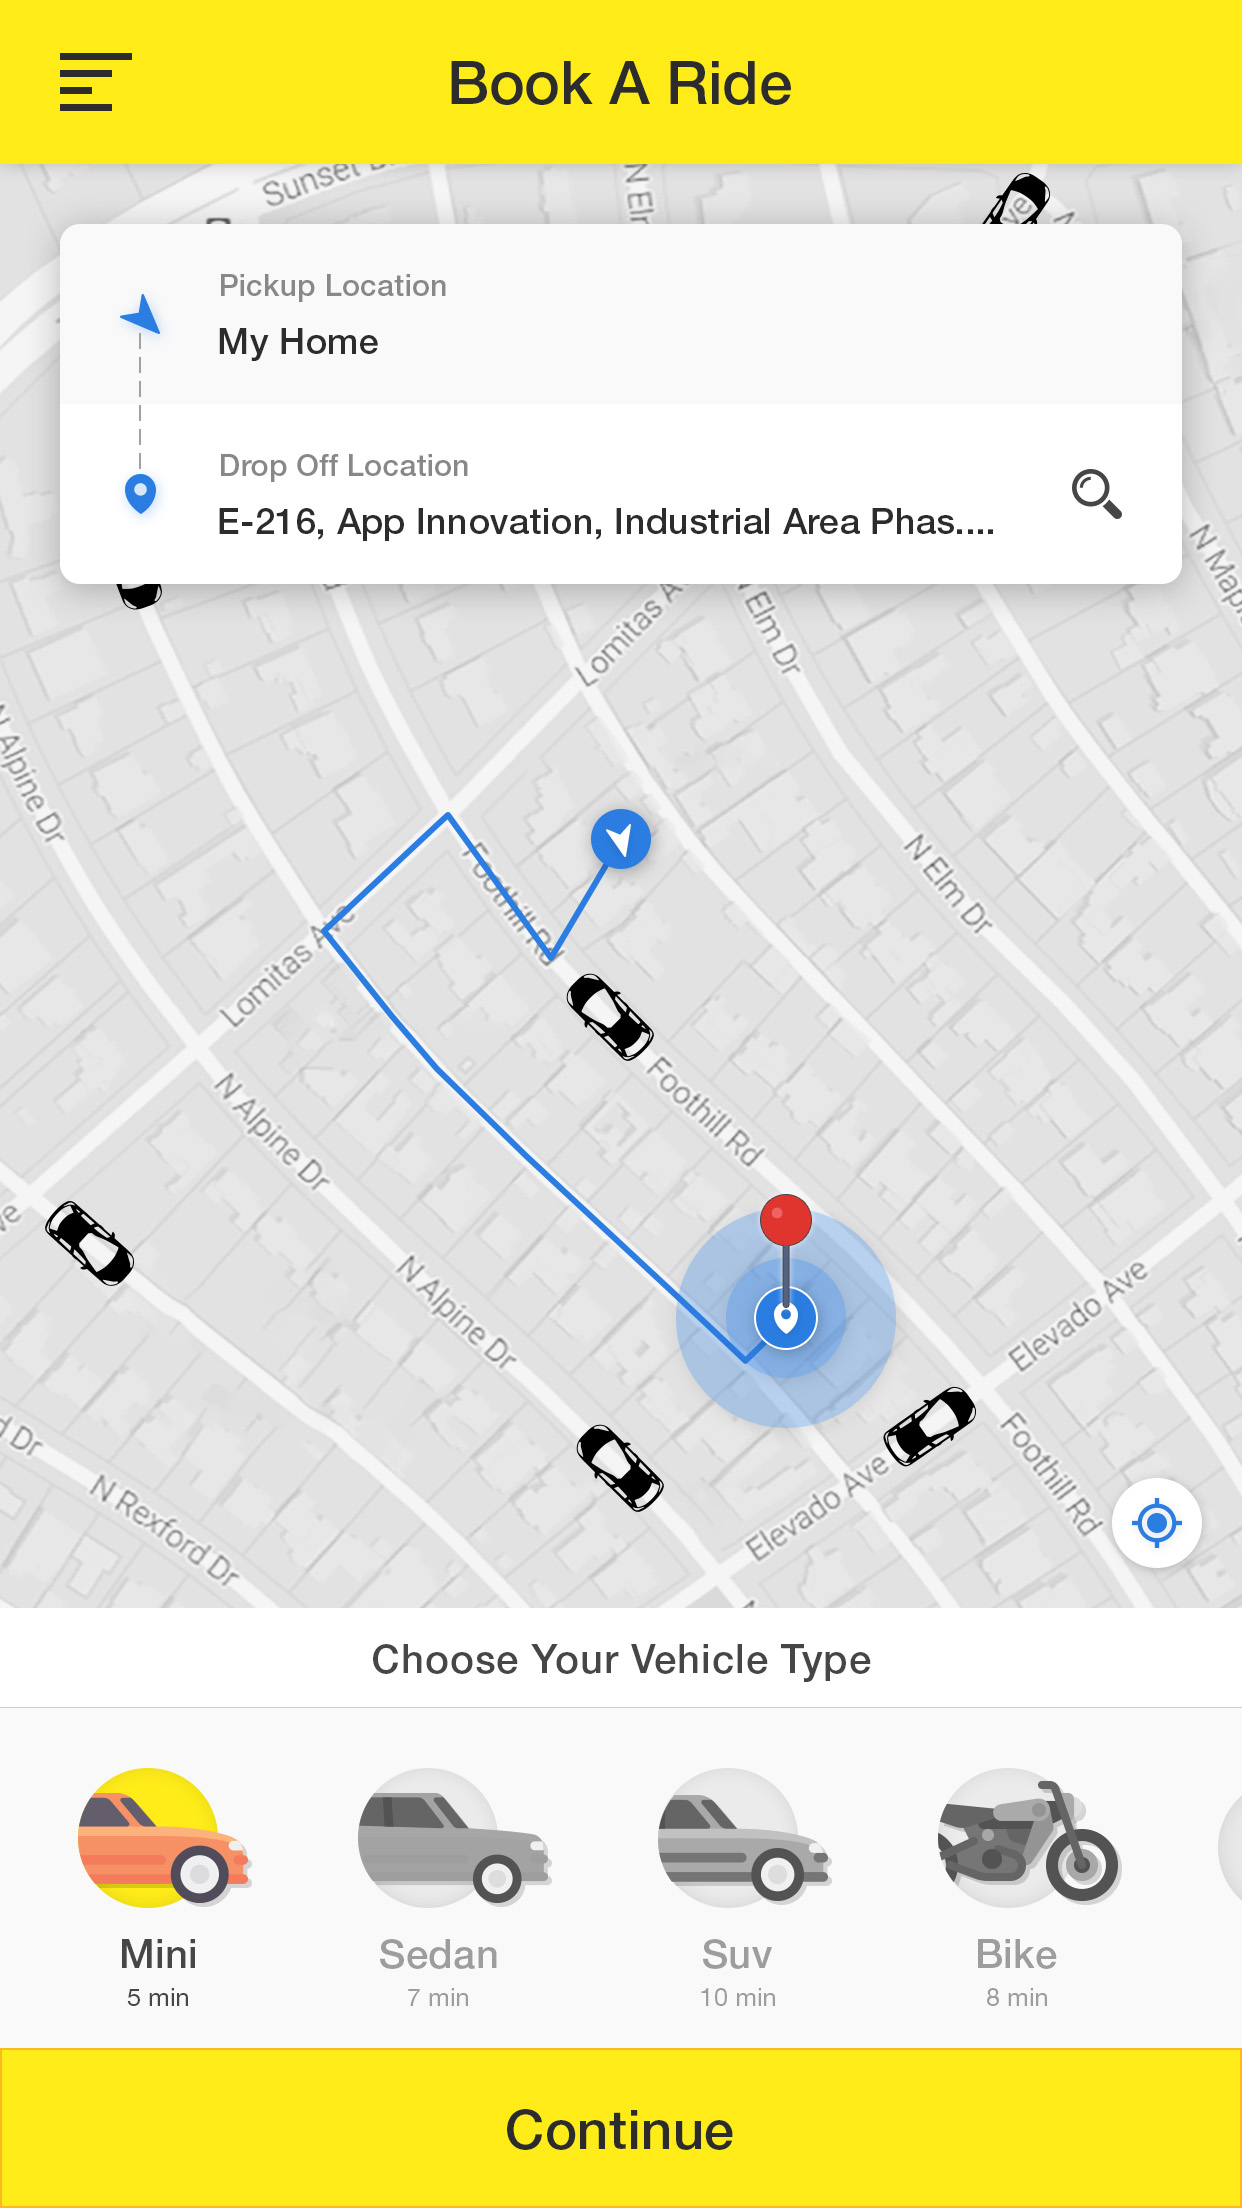 Book A Ride
Sunset
N Elm
Pickup Location
My Home
Drop Off Location
E-216, App Innovation, Industrial Area Phas....
Lomitas
N Elm Dr
N Maple
N Alpine Dr
Foothill Rd
N Elm Dr
Lomitas Ave
Foothill Rd
N Alpine Dr
N Alpine Dr
Elevado Ave
d Dr
N Rexford Dr
Elevado Ave
Foothill Rd
Choose Your Vehicle Type
Mini
5 min
Sedan
7 min
Suv
10 min
Bike
8 min
Continue